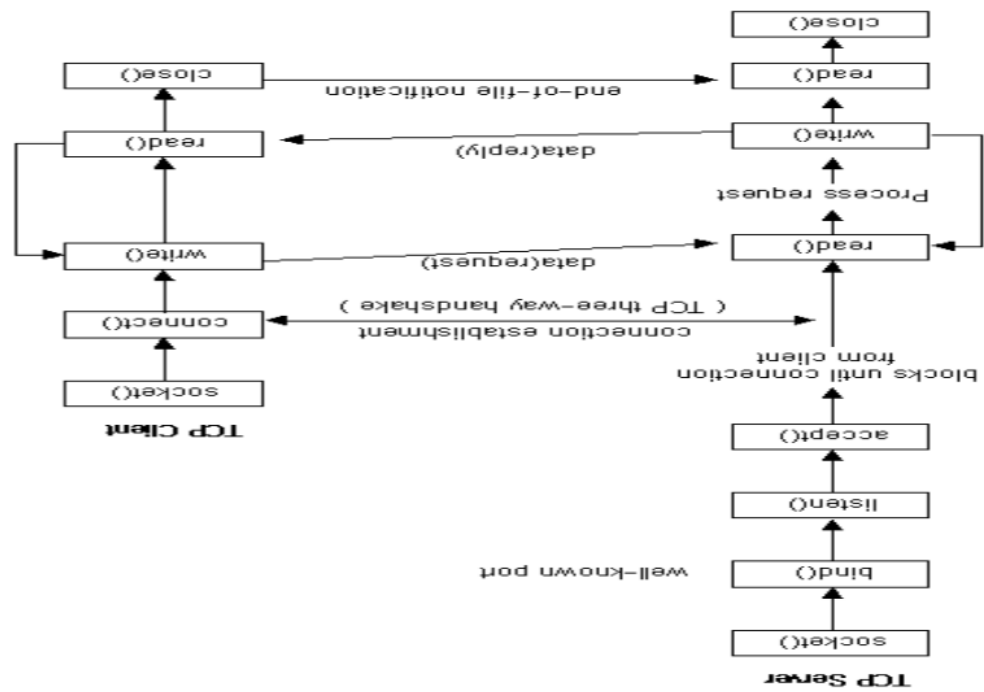 TCP Server
socket()
bind()
well-known port
listen()
accept()
blocks until connection
from client
TCP Client
socket()
connect()
connection establishment
( TCP three-way handshake )
write()
data(request)
read()
Process request
write()
data(reply)
read()
close()
end-of-file notification
read()
close()